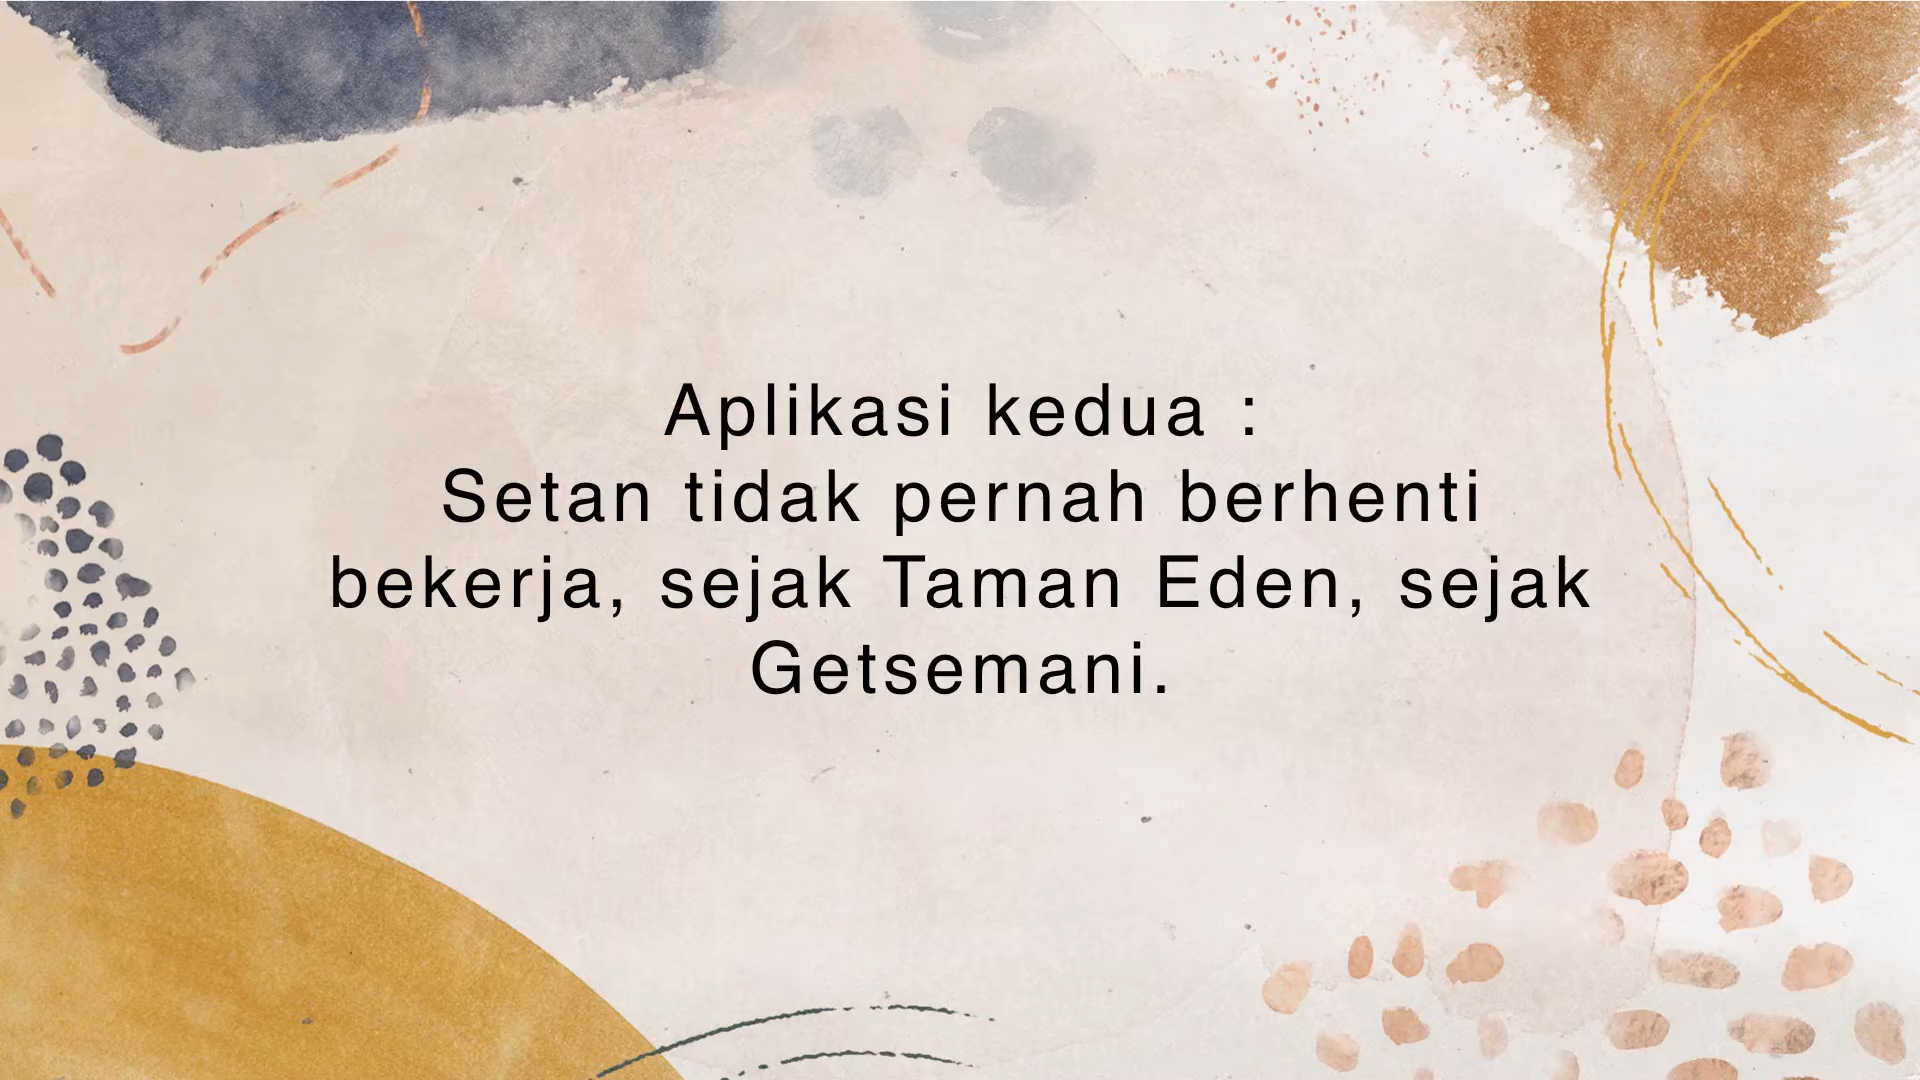 Aplikasi kedua :
Setan tidak pernah berhenti
bekerja, sejak Taman Eden, sejak
Getsemani.